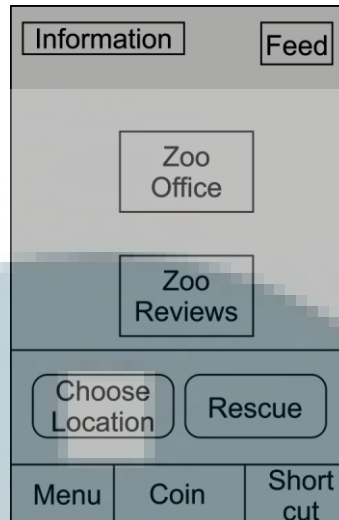 Information
Feed
Zoo
Office
Zoo
Reviews
Choose
Location
Rescue
Menu
Coin
Short
cut